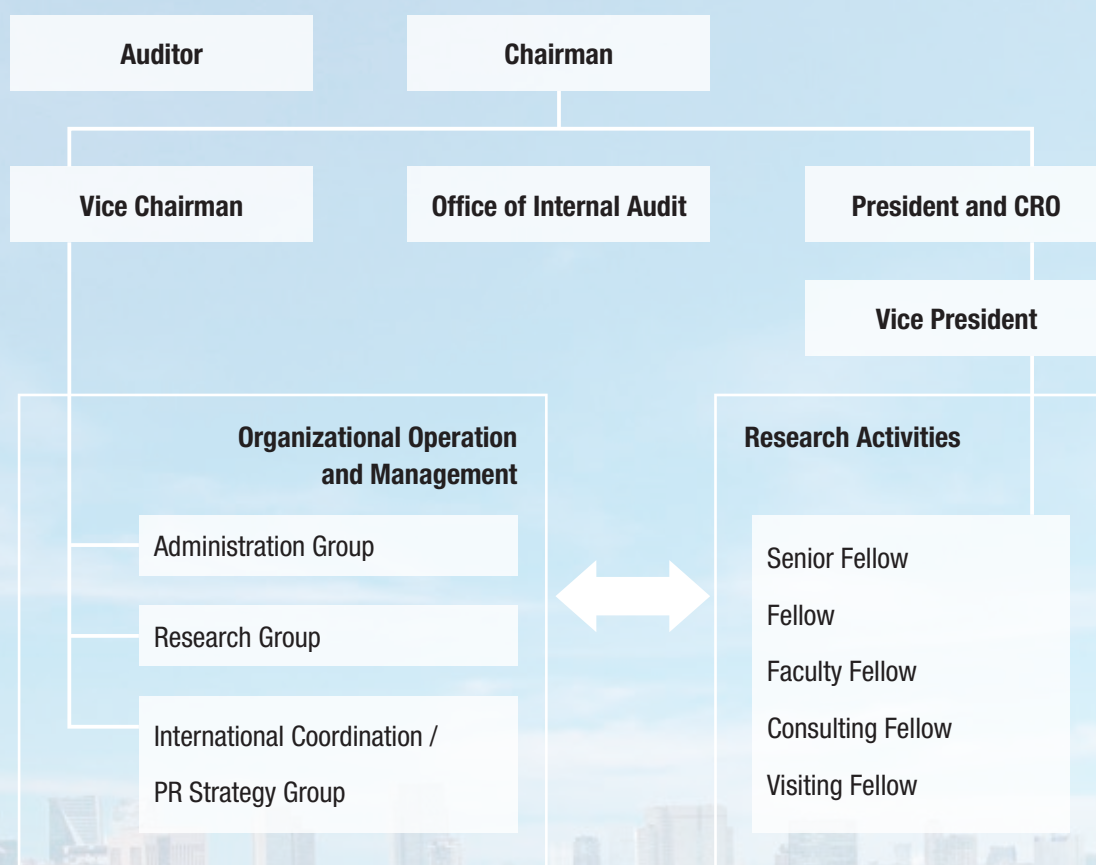 Auditor
Chairman
Vice Chairman
Office of Internal Audit
President and CRO
Vice President
Organizational Operation
and Management
Administration Group
Research Group
International Coordination /
PR Strategy Group
Research Activities
Senior Fellow
Fellow
Faculty Fellow
Consulting Fellow
Visiting Fellow